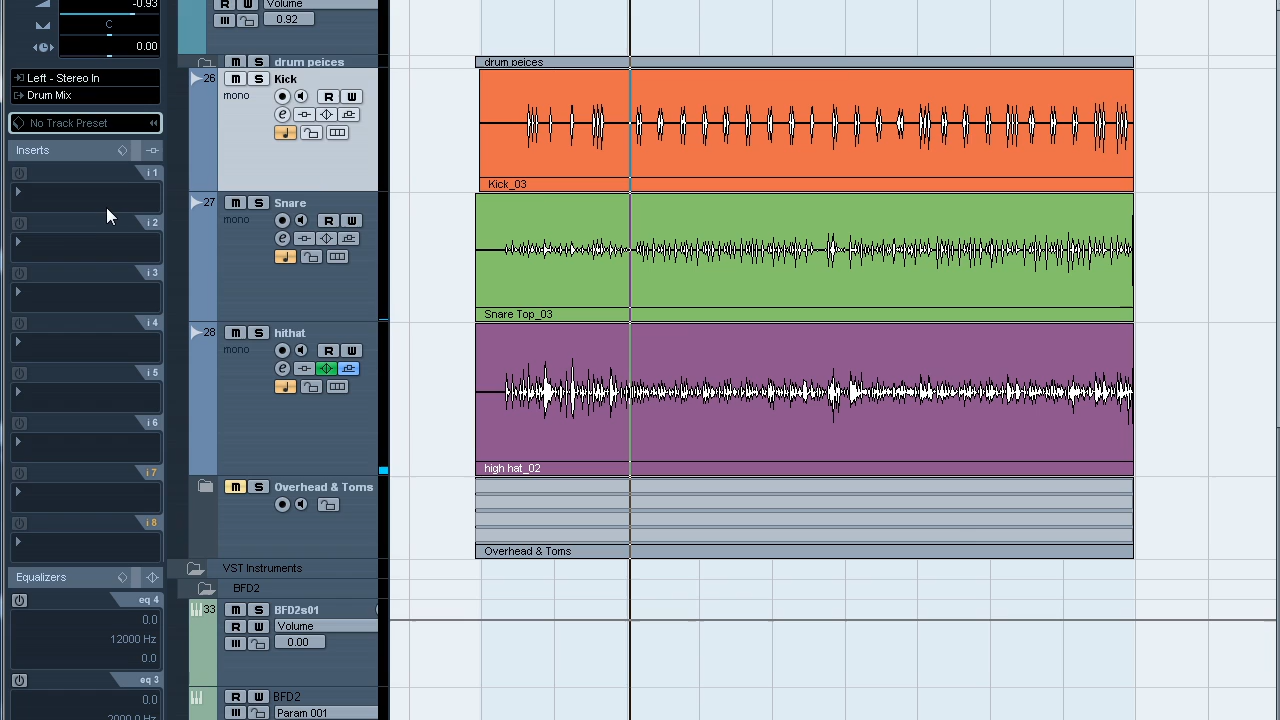 -0.93
R W Volume
0.92
C
0.00
Left - Stereo In
Drum Mix
No Track Preset
Inserts
i 1
i 2
i 3
i 4
i 5
i 6
i 7
i 8
Equalizers
eq 4
0.0
12000 Hz
0.0
eq 3
0.0
2000.0 Hz
m S drum peices
drum peices
26 m S Kick
mono R W
e
Kick_03
27 m S Snare
mono R W
e
Snare Top_03
28 m S hithat
mono R W
e
high hat_02
m S Overhead & Toms
Overhead & Toms
VST Instruments
BFD2
33 m S BFD2s01
R W Volume
0.00
R W BFD2
m S Param 001